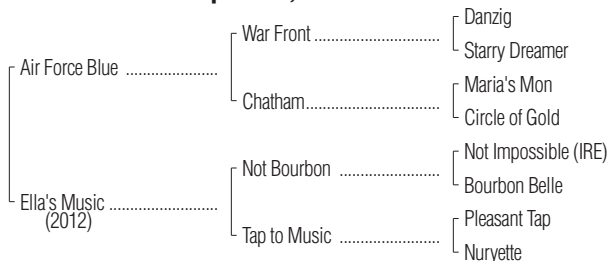 War Front ........................................
Danzig
Starry Dreamer
Air Force Blue ......................
Chatham...........................................
Maria's Mon
Circle of Gold
Not Bourbon .................................
Not Impossible (IRE)
Bourbon Belle
Ella's Music ..........................
(2012)
Tap to Music ................................
Pleasant Tap
Nuryette